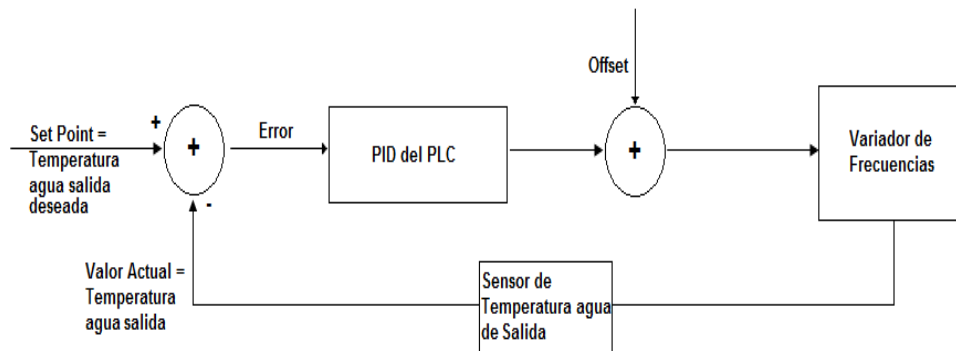 Offset
+
Set Point =
Temperatura
agua salida
deseada
+
Error
PID del PLC
+
Variador de
Frecuencias
-
Valor Actual =
Temperatura
agua salida
Sensor de
Temperatura agua
de Salida